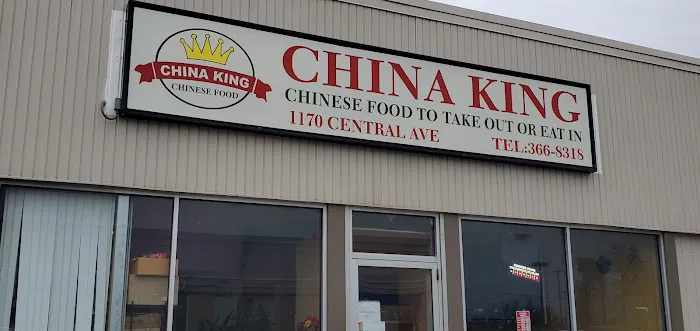 CHINA KING
CHINESE FOOD
CHINA KING
CHINESE FOOD TO TAKE OUT OR EAT IN
1170 CENTRAL AVE TEL:366-8318